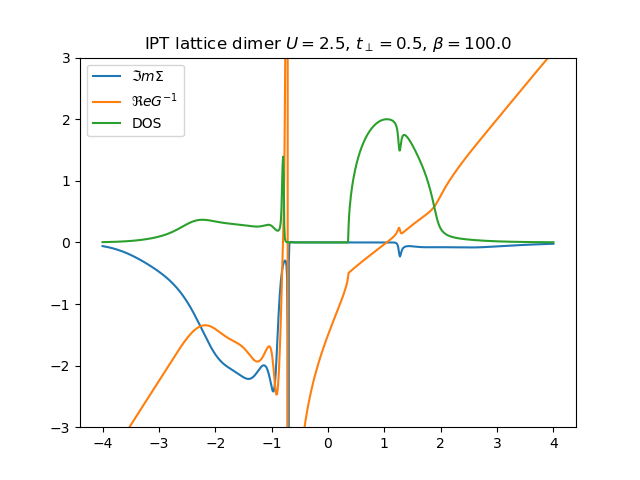 IPT lattice dimer U = 2.5, t⊥ = 0.5, β = 100.0
ℑmΣ
ℜeG⁻¹
DOS
3
2
1
0
−1
−2
−3
−4 −3 −2 −1 0 1 2 3 4